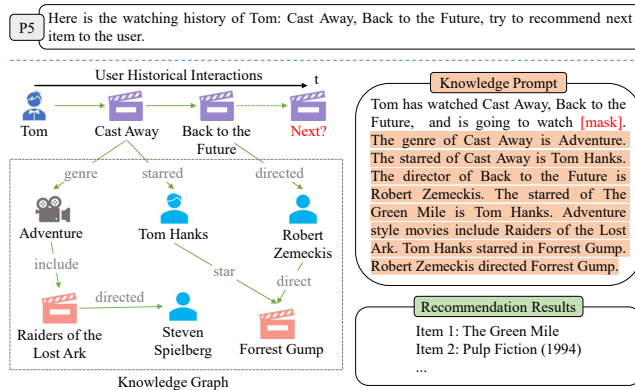 P5
Here is the watching history of Tom: Cast Away, Back to the Future, try to recommend next
item to the user.
User Historical Interactions
t
Tom
Cast Away
Back to the
Future
Next?
genre
starred
directed
Adventure
Tom Hanks
Robert
Zemeckis
include
star
direct
directed
Raiders of the
Lost Ark
Steven
Spielberg
Forrest Gump
Knowledge Graph
Knowledge Prompt
Tom has watched Cast Away, Back to the
Future, and is going to watch [mask].
The genre of Cast Away is Adventure.
The starred of Cast Away is Tom Hanks.
The director of Back to the Future is
Robert Zemeckis. The starred of The
Green Mile is Tom Hanks. Adventure
style movies include Raiders of the Lost
Ark. Tom Hanks starred in Forrest Gump.
Robert Zemeckis directed Forrest Gump.
Recommendation Results
Item 1: The Green Mile
Item 2: Pulp Fiction (1994)
...